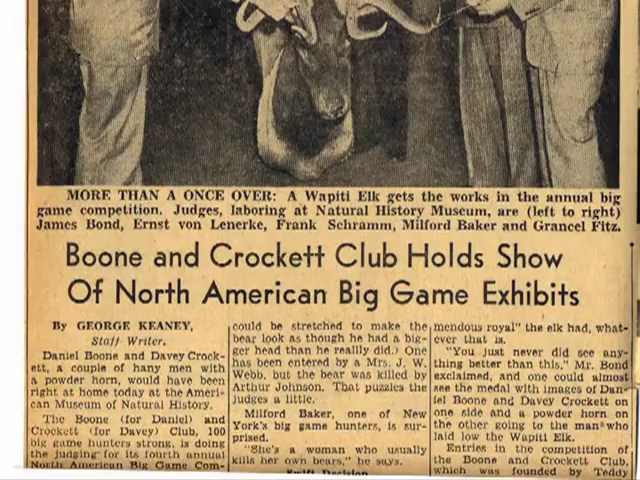 MORE THAN A ONCE OVER: A Wapiti Elk gets the works in the annual big
game competition. Judges, laboring at Natural History Museum, are (left to right)
James Bond, Ernst von Lenerke, Frank Schramm, Milford Baker and Grancel Fitz.
Boone and Crockett Club Holds Show
Of North American Big Game Exhibits
By GEORGE KEANEY,
Staff Writer.
Daniel Boone and Davey Crock-
ett, a couple of hany men with
a powder horn, would have been
right at home today at the Ameri-
can Museum of Natural History.
The Boone (for Daniel) and
Crockett (for Davey) Club, 100
big game hunters strong, is doing
the judging for its fourth annual
North American Big Game Com-
could be stretched to make the
bear look as though he had a big-
ger head than he reallly did.) One
has been entered by a Mrs. J. W.
Webb, but the bear was killed by
Arthur Johnson. That puzzles the
judges a little.
Milford Baker, one of New
York's big game hunters, is sur-
prised.
"She's a woman who usually
kills her own bears," he says.
Swift Decision
mendous royal" the elk had, what-
ever that is.
"You just never did see any-
thing better than this," Mr. Bond
exclaimed, and one could almost
see the medal with images of Dan-
iel Boone and Davey Crockett on
one side and a powder horn on
the other going to the man who
laid low the Wapiti Elk.
Entries in the competition of
the Boone and Crockett Club,
which was founded by Teddy